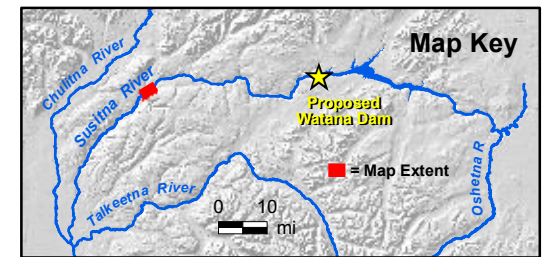 Map Key
Chulitna River
Susitna River
Proposed
Watana Dam
= Map Extent
Talkeetna River
Oshetna R
0 10
mi